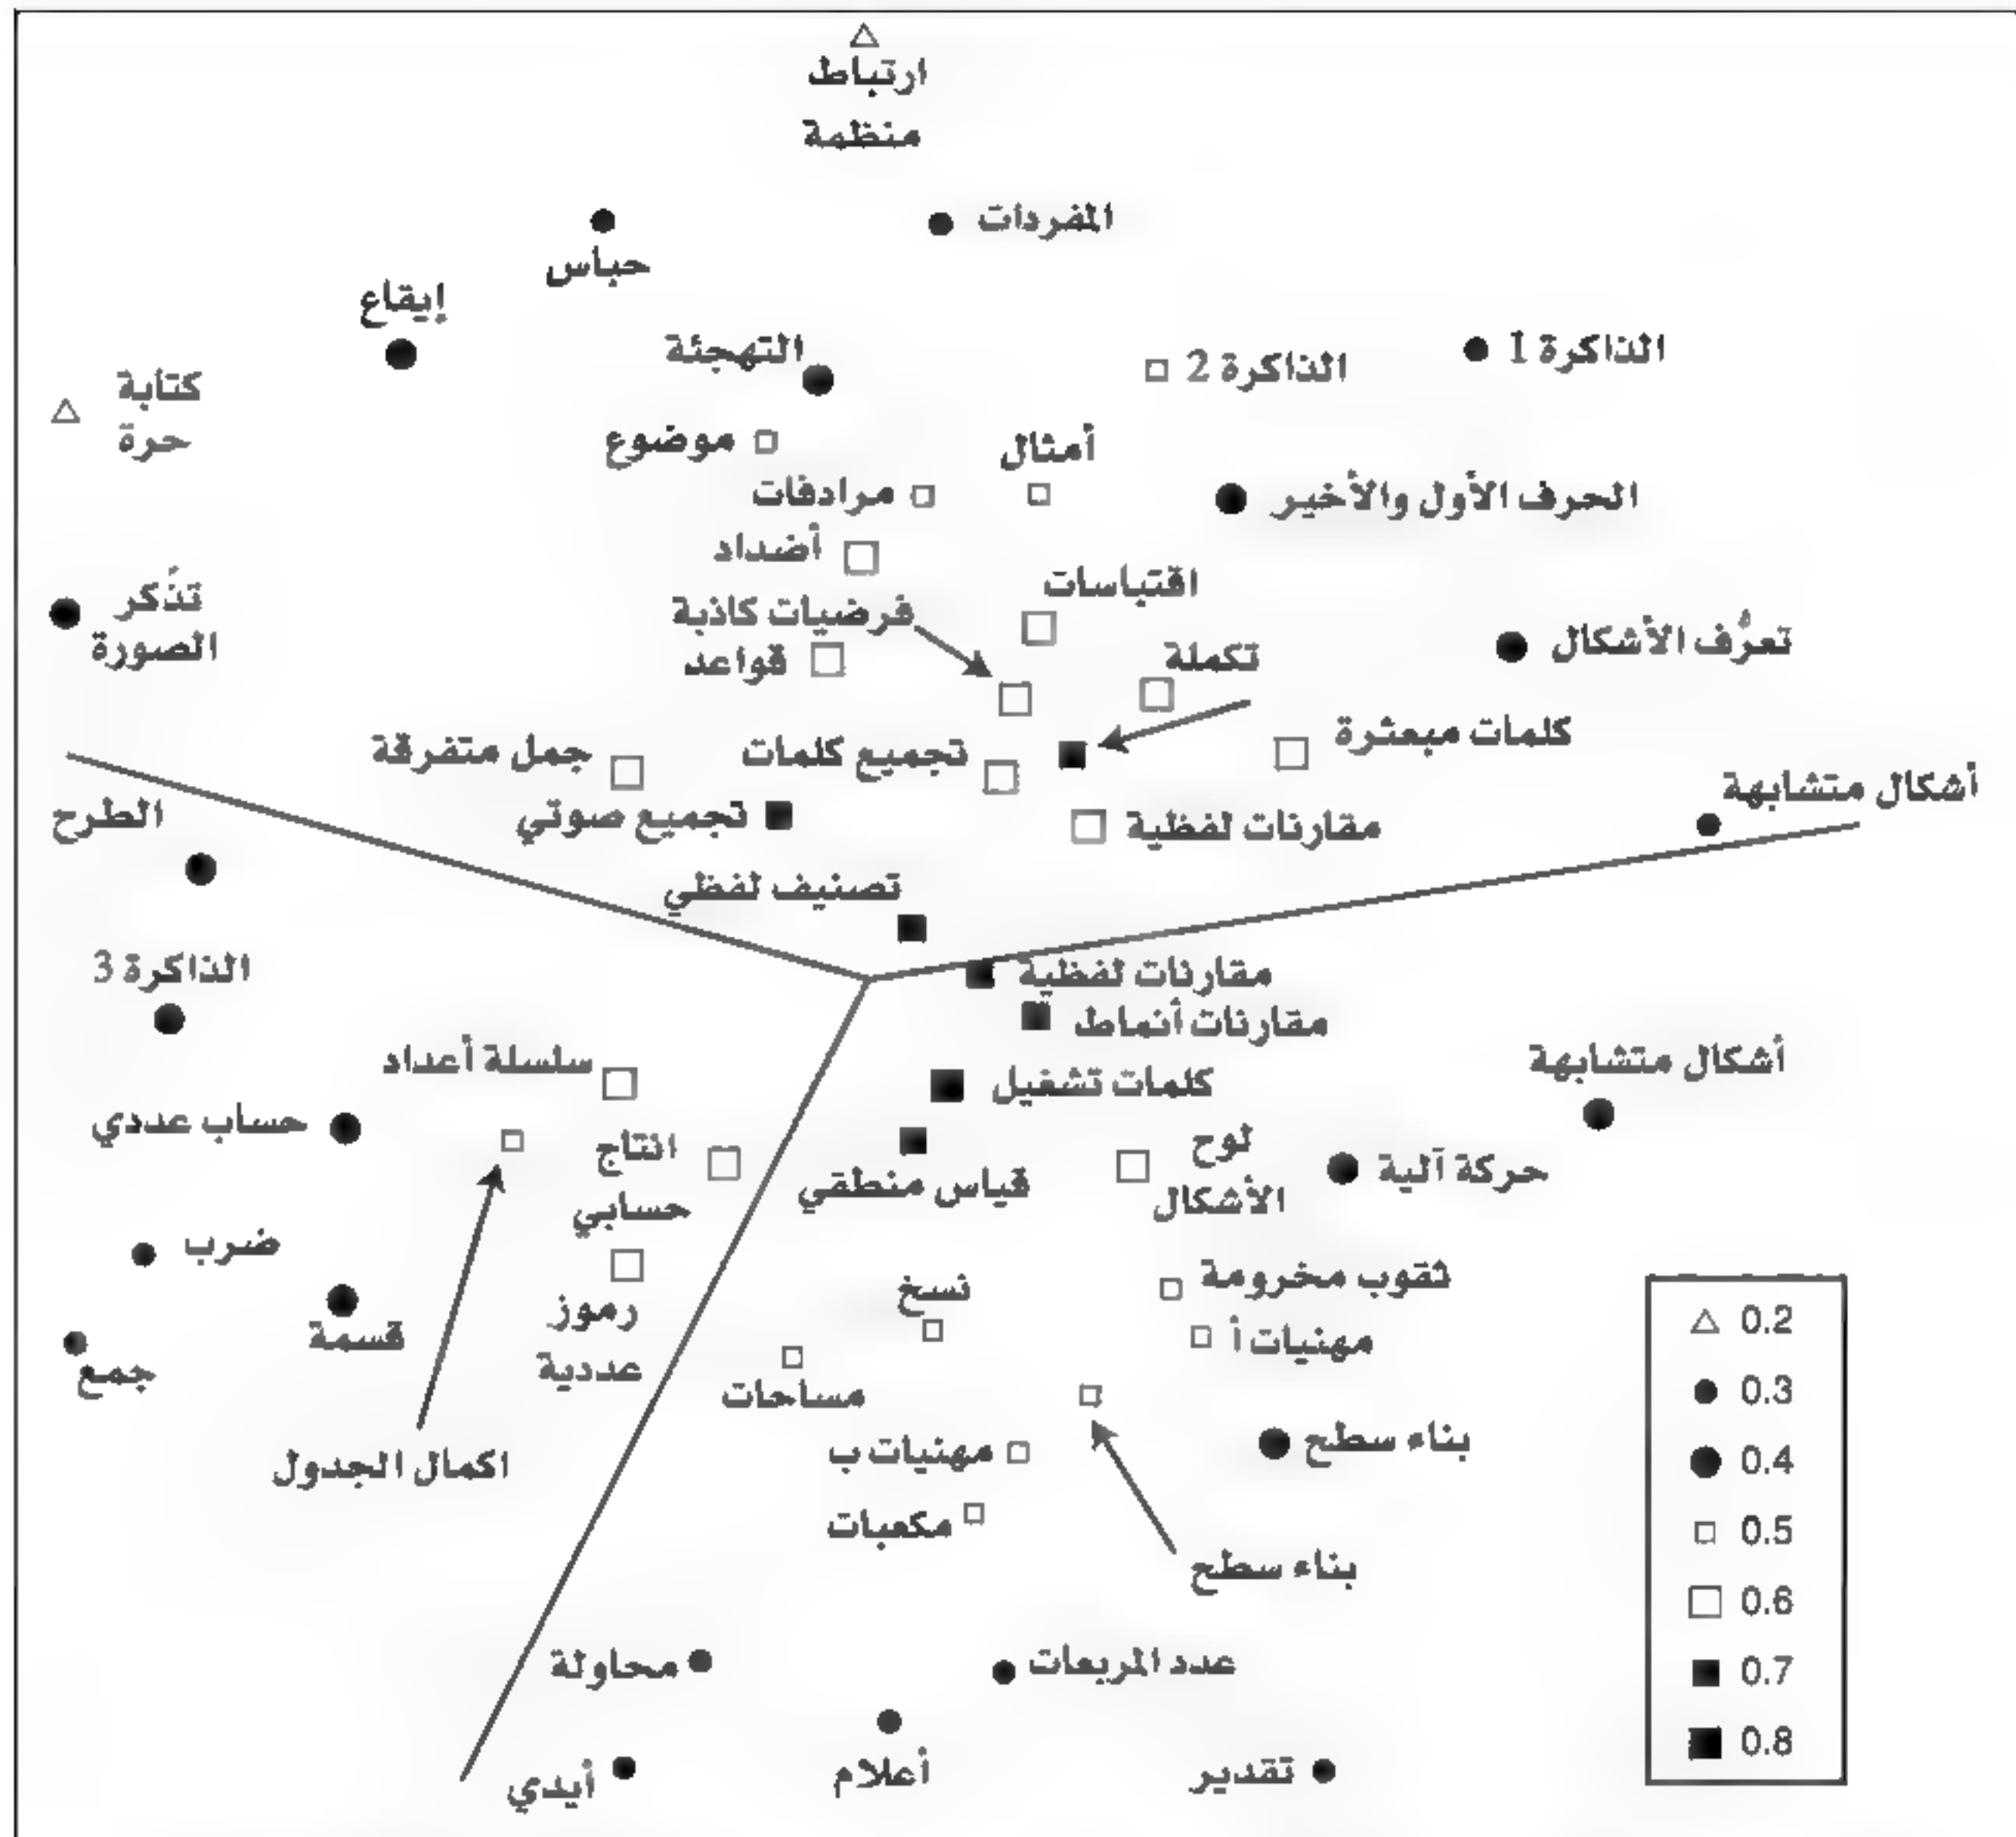 ارتباط
منظمة
المفردات
حباس
إيقاع
التهجئة
الذاكرة 1
الذاكرة 2
كتابة
حرة
موضوع
أمثال
مرادفات
الحرف الأول والأخير
أضداد
اقتباسات
تذّكر
الصورة
فرضيات كاذبة
تعرُّف الأشكال
قواعد
تكملة
كلمات مبعثرة
جمل متفرقة
تجميع كلمات
أشكال متشابهة
الطرح
تجميع صوتي
مقارنات لفظية
تصنيف لفظي
الذاكرة 3
مقارنات لفظية
مقارنات أنماط
سلسلة أعداد
كلمات تشغيل
أشكال متشابهة
حساب عددي
انتاج
حسابي
قياس منطقي
لوح
الأشكال
حركة آلية
ضرب
قسمة
جمع
رموز
عددية
نسخ
ثقوب مخرومة
مهنيات أ
مساحات
اكمال الجدول
مهنيات ب
بناء سطح
مكعبات
بناء سطح
محاولة
عدد المربعات
أيدي
أعلام
تقدير
0.2
0.3
0.4
0.5
0.6
0.7
0.8